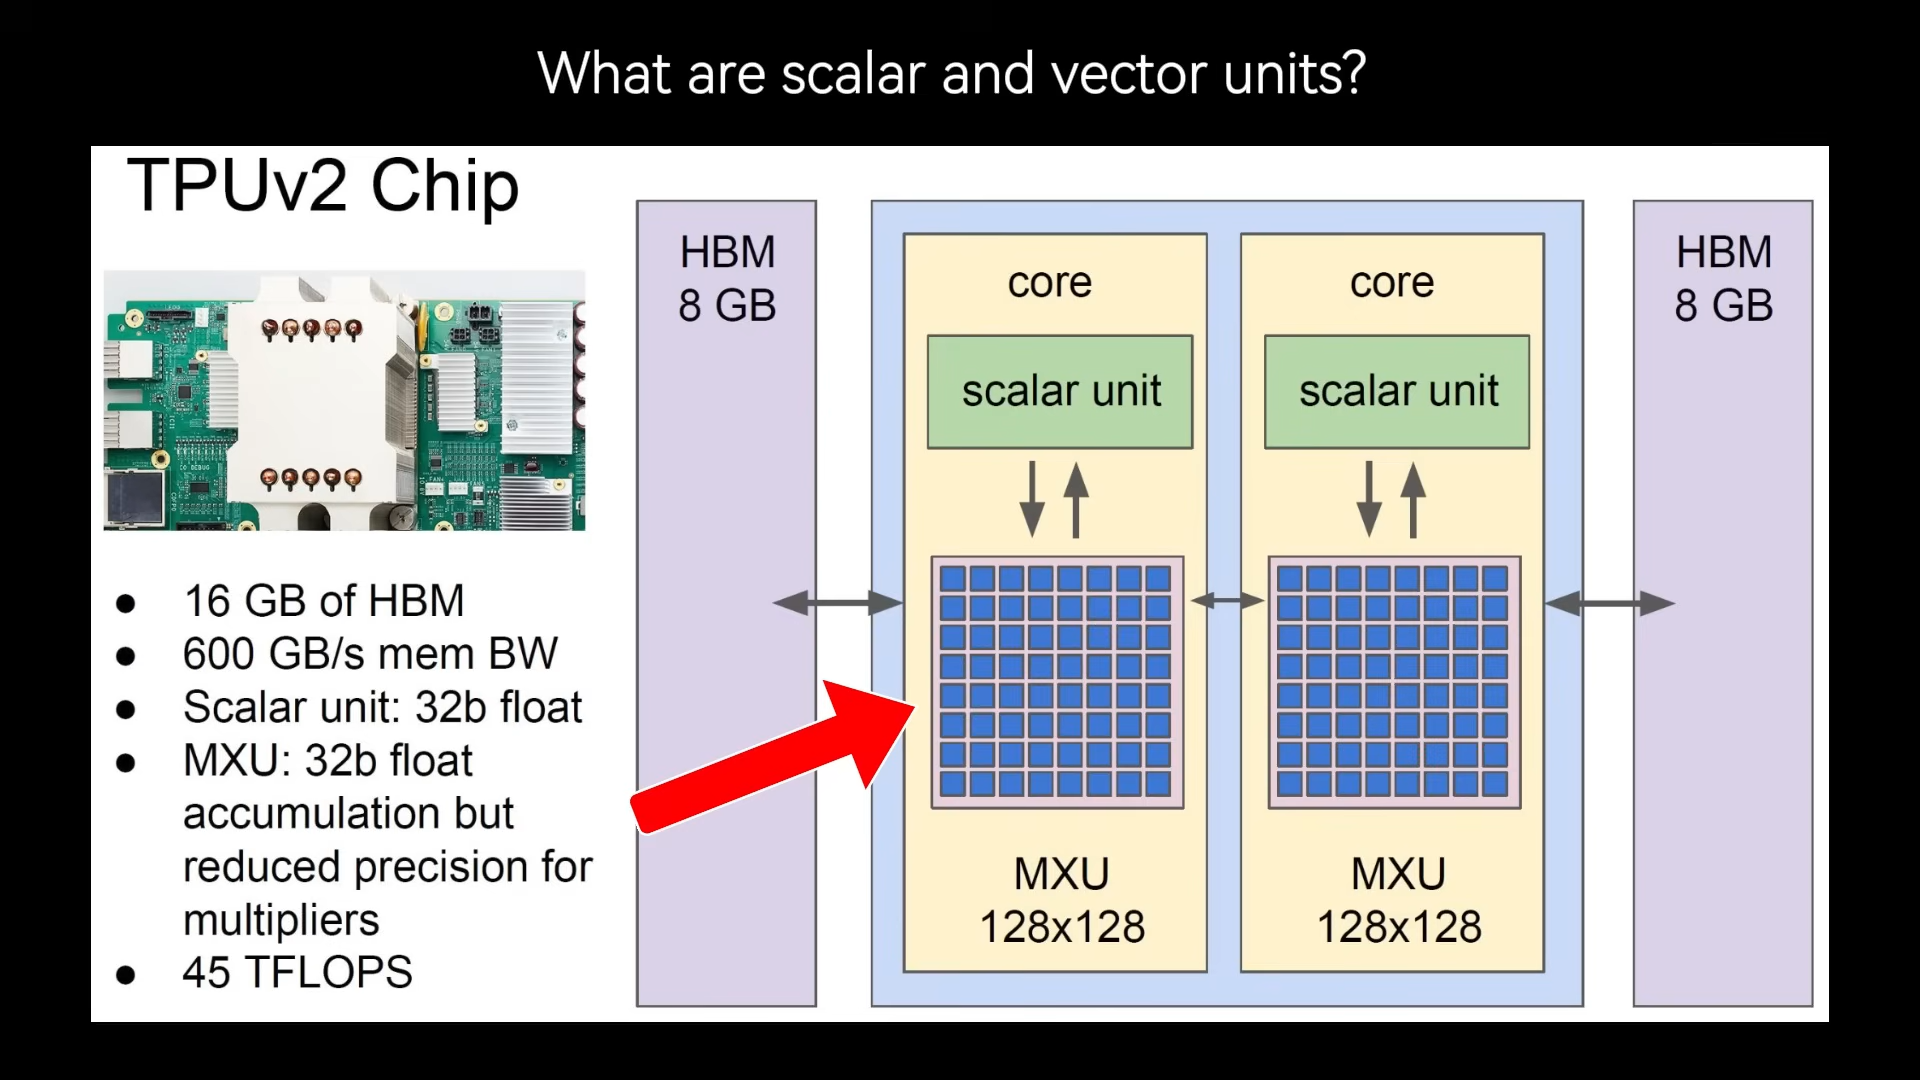 What are scalar and vector units?
TPUv2 Chip
16 GB of HBM
600 GB/s mem BW
Scalar unit: 32b float
MXU: 32b float
accumulation but
reduced precision for
multipliers
45 TFLOPS
HBM
8 GB
core
scalar unit
MXU
128x128
core
scalar unit
MXU
128x128
HBM
8 GB